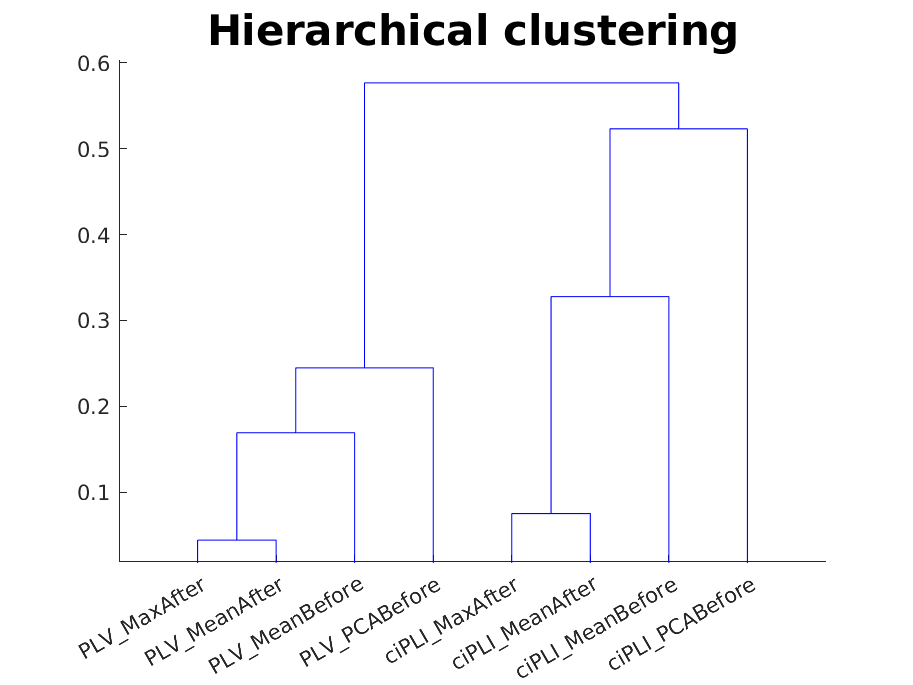 Hierarchical clustering
0.6
0.5
0.4
0.3
0.2
0.1
PLV_MaxAfter
PLV_MeanAfter
PLV_MeanBefore
PLV_PCABefore
ciPLI_MaxAfter
ciPLI_MeanAfter
ciPLI_MeanBefore
ciPLI_PCABefore